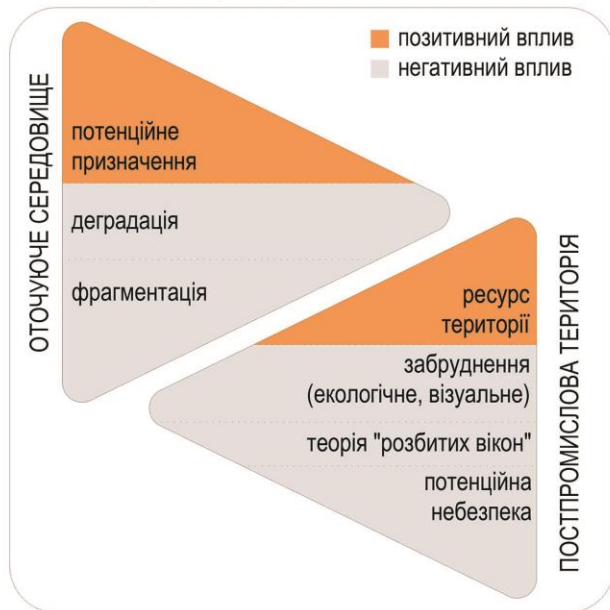 позитивний вплив
негативний вплив
ОТОЧУЮЧЕ СЕРЕДОВИЩЕ
потенційне
призначення
деградація
фрагментація
ресурс
території
забруднення
(екологічне, візуальне)
теорія "розбитих вікон"
потенційна
небезпека
ПОСТПРОМИСЛОВА ТЕРИТОРІЯ